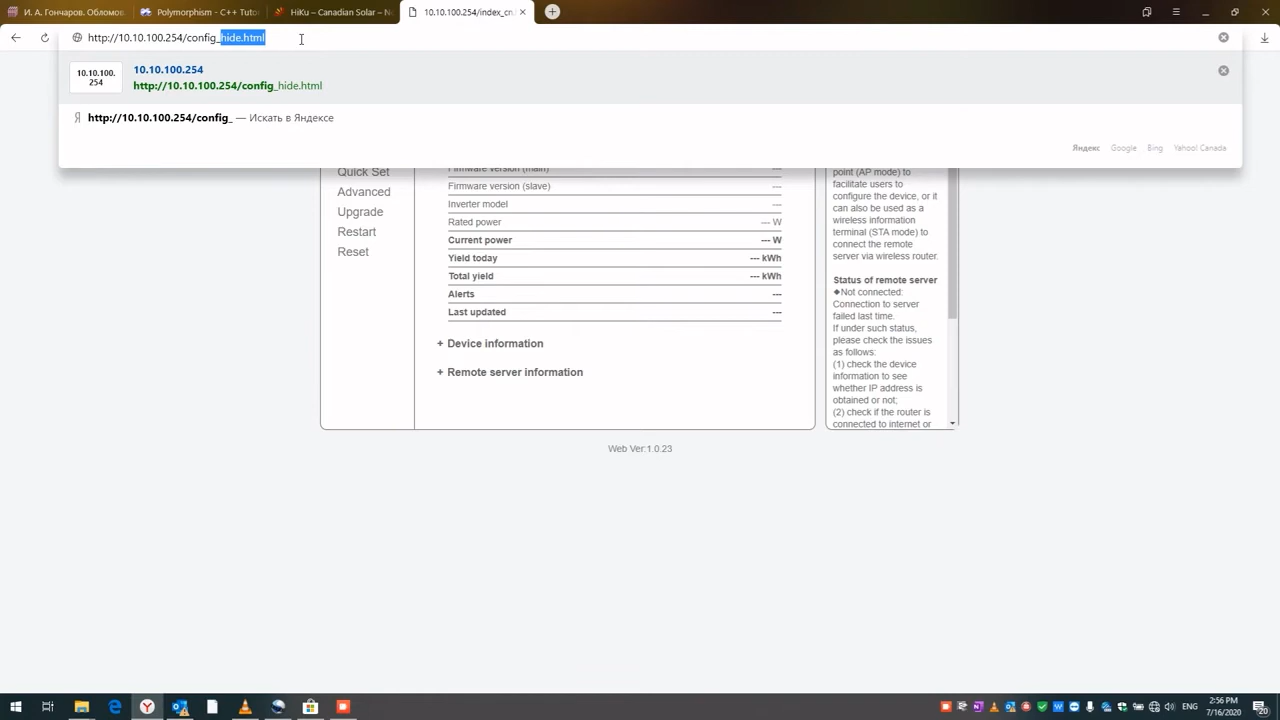 И. А. Гончаров. Обломов
Polymorphism - C++ Tuto
HiKu – Canadian Solar – N
10.10.100.254/index_cn.
http://10.10.100.254/config_hide.html
10.10.100.254
10.10.100.254
http://10.10.100.254/config_hide.html
http://10.10.100.254/config_ — Искать в Яндексе
Яндекс Google Bing Yahoo! Canada
Quick Set
Advanced
Upgrade
Restart
Reset
Firmware version (main) ---
Firmware version (slave) ---
Inverter model ---
Rated power --- W
Current power --- W
Yield today --- kWh
Total yield --- kWh
Alerts ---
Last updated ---
+ Device information
+ Remote server information
point (AP mode) to
facilitate users to
configure the device, or it
can also be used as a
wireless information
terminal (STA mode) to
connect the remote
server via wireless router.
Status of remote server
◆Not connected:
Connection to server
failed last time.
If under such status,
please check the issues
as follows:
(1) check the device
information to see
whether IP address is
obtained or not;
(2) check if the router is
connected to internet or
Web Ver:1.0.23
ENG
2:56 PM
7/16/2020
20